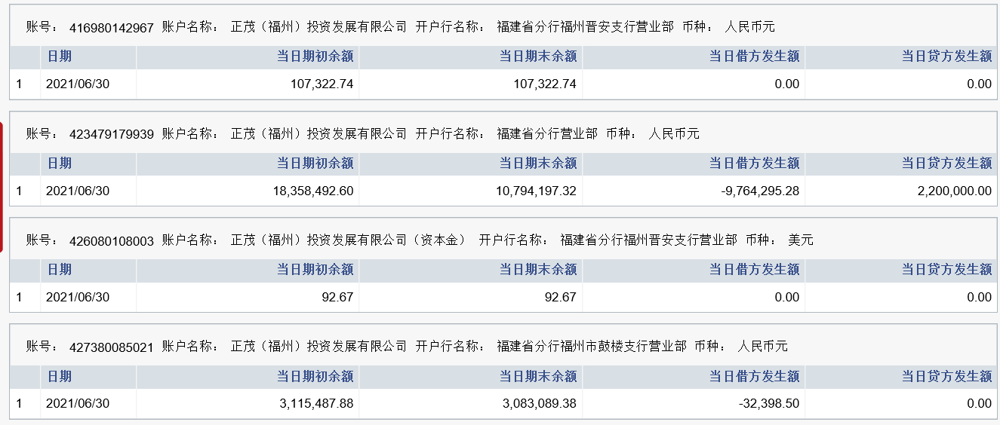 账号： 416980142967 账户名称： 正茂（福州）投资发展有限公司 开户行名称： 福建省分行福州晋安支行营业部 币种： 人民币元
日期 当日期初余额 当日期末余额 当日借方发生额 当日贷方发生额
1 2021/06/30 107,322.74 107,322.74 0.00 0.00
账号： 423479179939 账户名称： 正茂（福州）投资发展有限公司 开户行名称： 福建省分行营业部 币种： 人民币元
日期 当日期初余额 当日期末余额 当日借方发生额 当日贷方发生额
1 2021/06/30 18,358,492.60 10,794,197.32 -9,764,295.28 2,200,000.00
账号： 426080108003 账户名称： 正茂（福州）投资发展有限公司（资本金） 开户行名称： 福建省分行福州晋安支行营业部 币种： 美元
日期 当日期初余额 当日期末余额 当日借方发生额 当日贷方发生额
1 2021/06/30 92.67 92.67 0.00 0.00
账号： 427380085021 账户名称： 正茂（福州）投资发展有限公司 开户行名称： 福建省分行福州市鼓楼支行营业部 币种： 人民币元
日期 当日期初余额 当日期末余额 当日借方发生额 当日贷方发生额
1 2021/06/30 3,115,487.88 3,083,089.38 -32,398.50 0.00